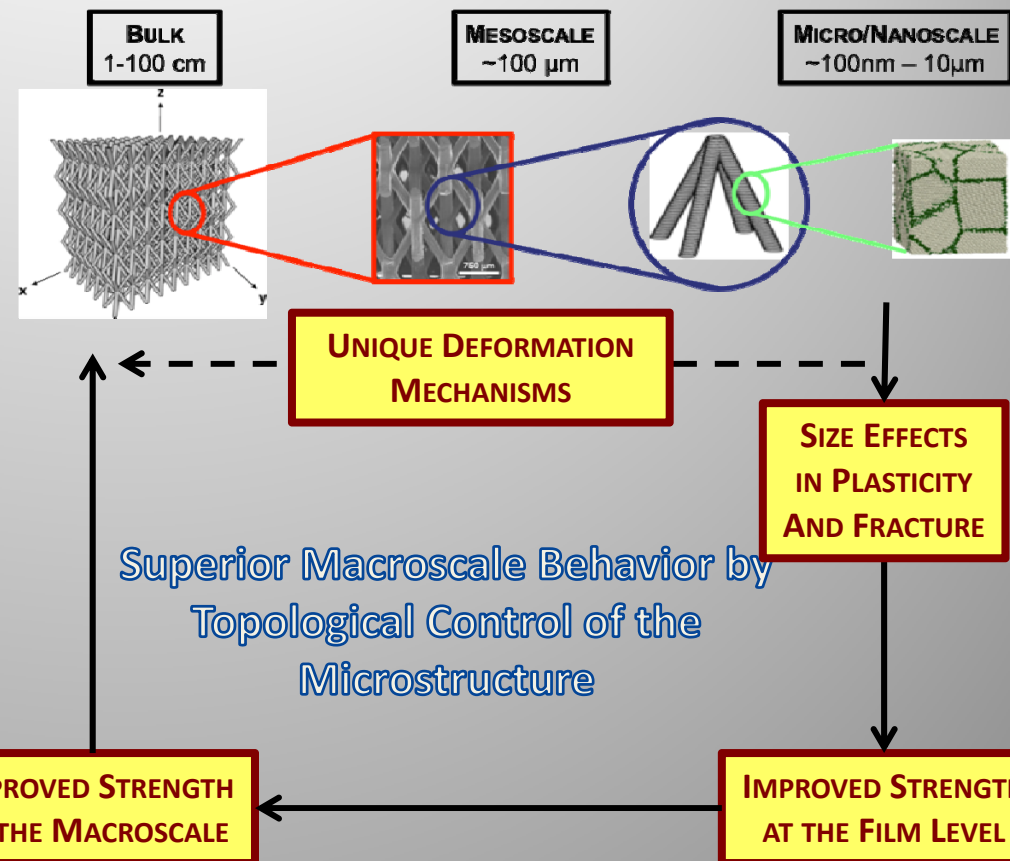 BULK
1-100 cm
MESOSCALE
~100 µm
MICRO/NANOSCALE
~100nm – 10µm
z
x
y
750 µm
UNIQUE DEFORMATION
MECHANISMS
SIZE EFFECTS
IN PLASTICITY
AND FRACTURE
Superior Macroscale Behavior by
Topological Control of the
Microstructure
PROVED STRENGTH
THE MACROSCALE
IMPROVED STRENGTH
AT THE FILM LEVEL